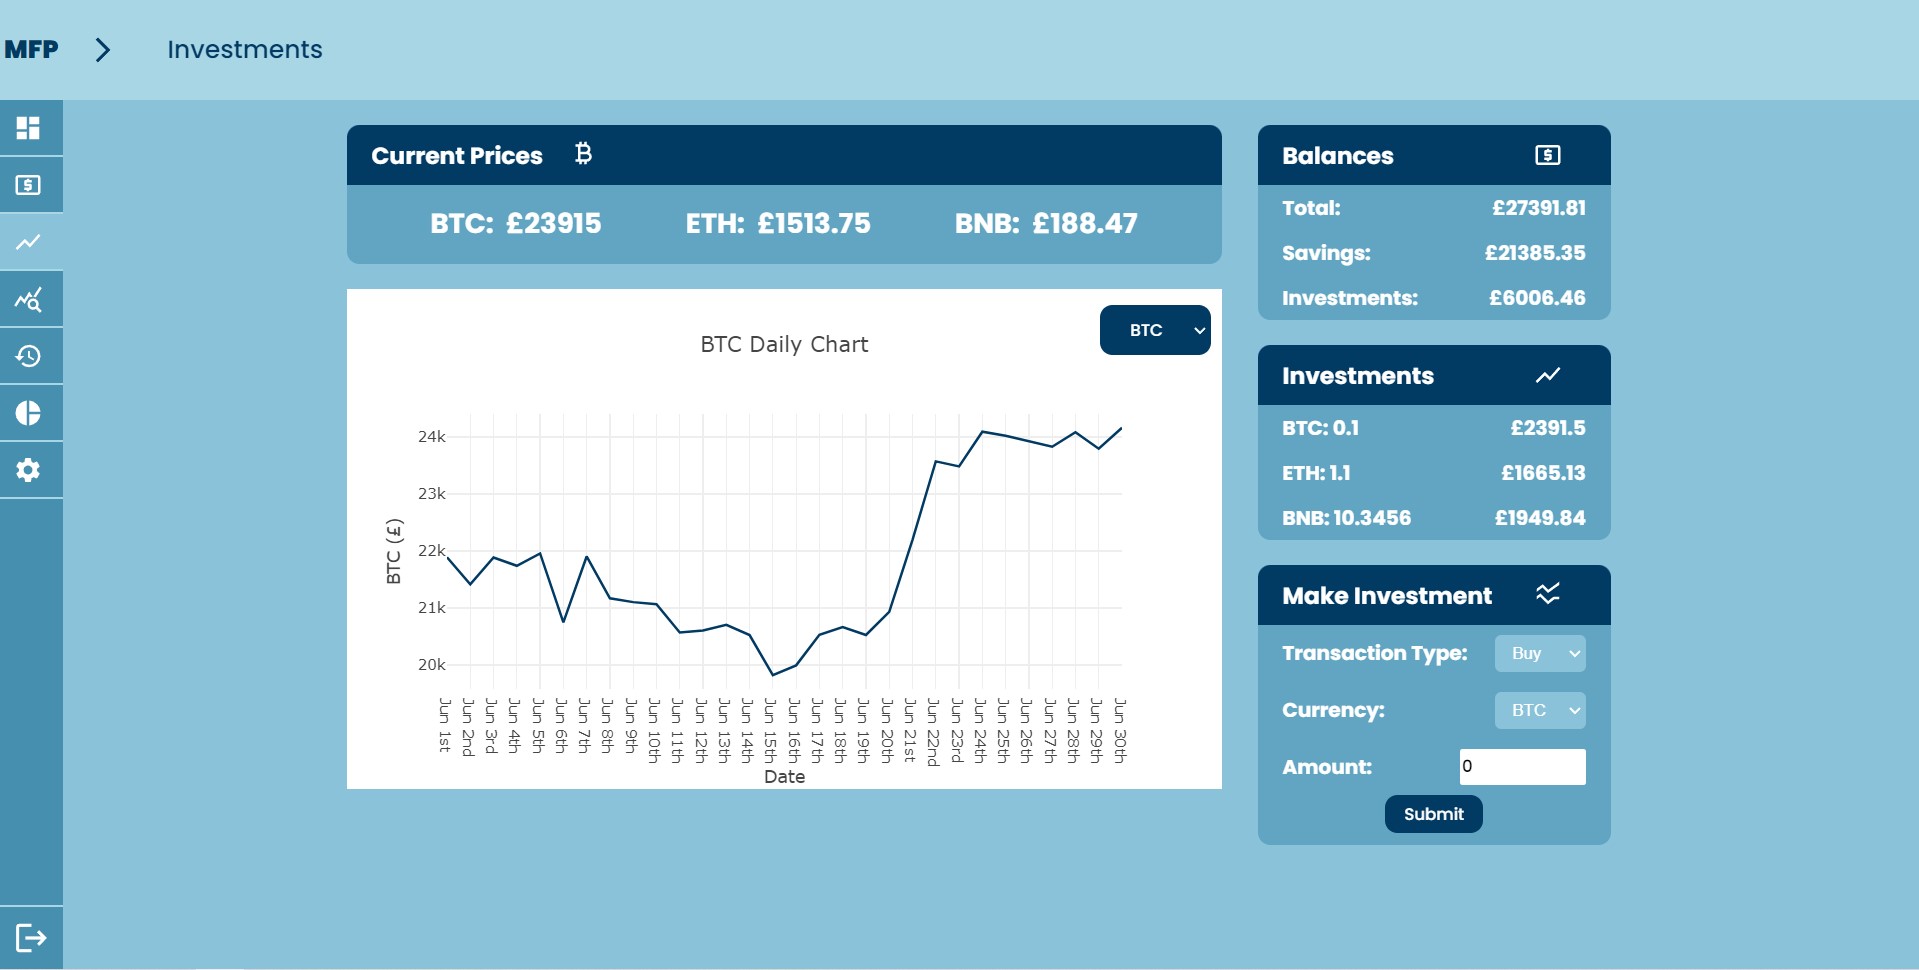 MFP Investments
Current Prices
BTC: £23915 ETH: £1513.75 BNB: £188.47
BTC
BTC Daily Chart
24k
23k
22k
21k
20k
BTC (£)
Jun 1st
Jun 2nd
Jun 3rd
Jun 4th
Jun 5th
Jun 6th
Jun 7th
Jun 8th
Jun 9th
Jun 10th
Jun 11th
Jun 12th
Jun 13th
Jun 14th
Jun 15th
Jun 16th
Jun 17th
Jun 18th
Jun 19th
Jun 20th
Jun 21st
Jun 22nd
Jun 23rd
Jun 24th
Jun 25th
Jun 26th
Jun 27th
Jun 28th
Jun 29th
Jun 30th
Date
Balances
Total: £27391.81
Savings: £21385.35
Investments: £6006.46
Investments
BTC: 0.1 £2391.5
ETH: 1.1 £1665.13
BNB: 10.3456 £1949.84
Make Investment
Transaction Type: Buy
Currency: BTC
Amount: 0
Submit